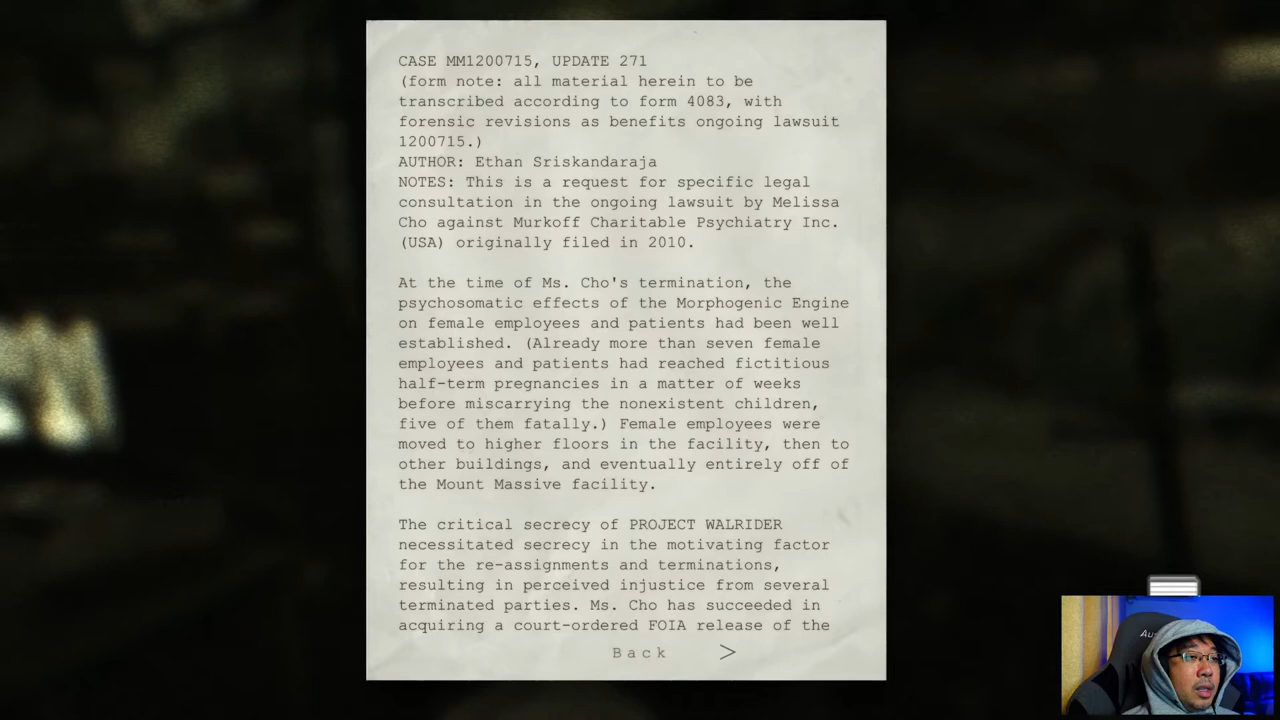 CASE MM1200715, UPDATE 271
(form note: all material herein to be
transcribed according to form 4083, with
forensic revisions as benefits ongoing lawsuit
1200715.)
AUTHOR: Ethan Sriskandaraja
NOTES: This is a request for specific legal
consultation in the ongoing lawsuit by Melissa
Cho against Murkoff Charitable Psychiatry Inc.
(USA) originally filed in 2010.
At the time of Ms. Cho's termination, the
psychosomatic effects of the Morphogenic Engine
on female employees and patients had been well
established. (Already more than seven female
employees and patients had reached fictitious
half-term pregnancies in a matter of weeks
before miscarrying the nonexistent children,
five of them fatally.) Female employees were
moved to higher floors in the facility, then to
other buildings, and eventually entirely off of
the Mount Massive facility.
The critical secrecy of PROJECT WALRIDER
necessitated secrecy in the motivating factor
for the re-assignments and terminations,
resulting in perceived injustice from several
terminated parties. Ms. Cho has succeeded in
acquiring a court-ordered FOIA release of the
Back >